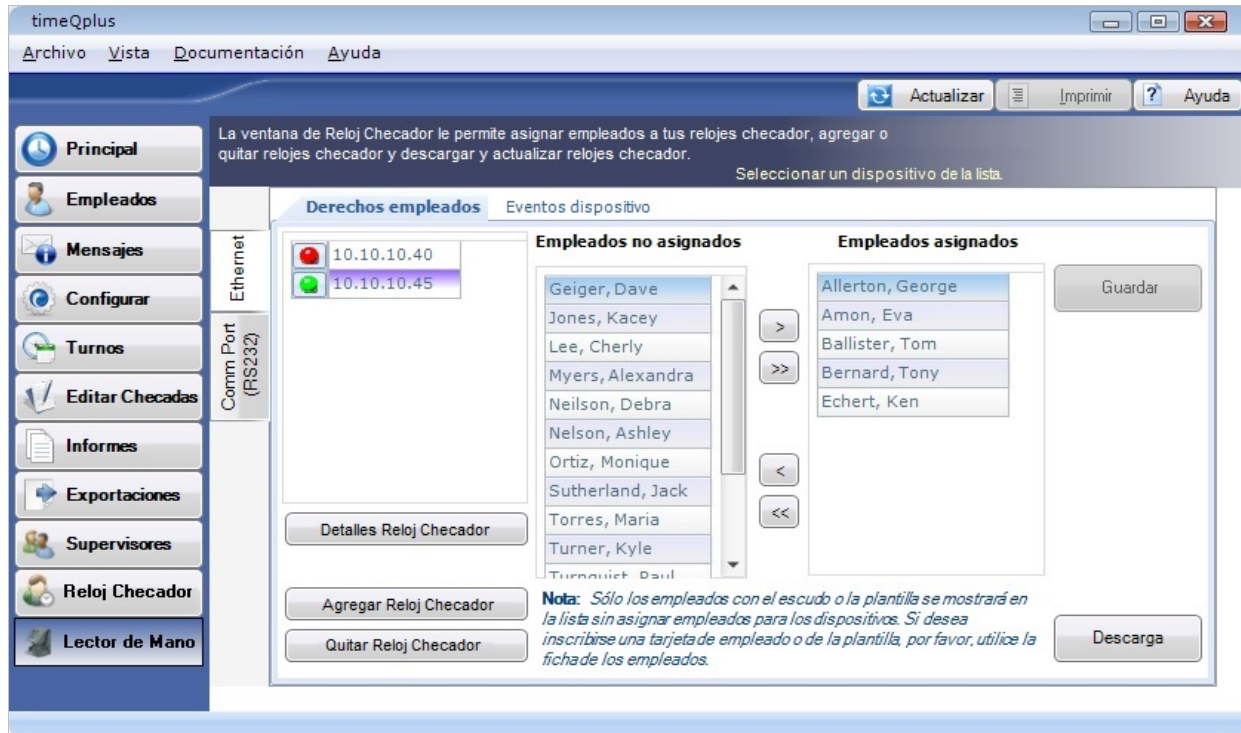 timeQplus
Archivo Vista Documentación Ayuda
Actualizar Imprimir ? Ayuda
La ventana de Reloj Checador le permite asignar empleados a tus relojes checador, agregar o
quitar relojes checador y descargar y actualizar relojes checador.
Seleccionar un dispositivo de la lista.
Principal
Empleados
Mensajes
Configurar
Turnos
Editar Checadas
Informes
Exportaciones
Supervisores
Reloj Checador
Lector de Mano
Ethernet
Comm Port
(RS232)
Derechos empleados Eventos dispositivo
10.10.10.40
10.10.10.45
Detalles Reloj Checador
Agregar Reloj Checador
Quitar Reloj Checador
Empleados no asignados
Geiger, Dave
Jones, Kacey
Lee, Cherly
Myers, Alexandra
Neilson, Debra
Nelson, Ashley
Ortiz, Monique
Sutherland, Jack
Torres, Maria
Turner, Kyle
Turnquist, Paul
>
>>
<
<<
Empleados asignados
Allerton, George
Amon, Eva
Ballister, Tom
Bernard, Tony
Echert, Ken
Guardar
Nota: Sólo los empleados con el escudo o la plantilla se mostrará en
la lista sin asignar empleados para los dispositivos. Si desea
inscribirse una tarjeta de empleado o de la plantilla, por favor, utilice la
ficha de los empleados.
Descarga